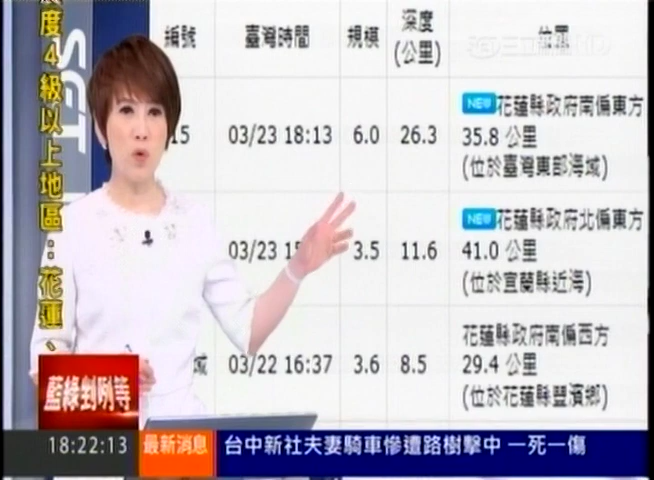 度4級以上地區：花蓮、
SET
編號
臺灣時間
規模
深度
(公里)
位置
三立新聞
15
03/23 18:13
6.0
26.3
NEW 花蓮縣政府南偏東方
35.8 公里
(位於臺灣東部海域)
03/23 15
3.5
11.6
NEW 花蓮縣政府北偏東方
41.0 公里
(位於宜蘭縣近海)
域
03/22 16:37
3.6
8.5
花蓮縣政府南偏西方
29.4 公里
(位於花蓮縣豐濱鄉)
藍綠剉咧等
18:22:13
最新消息
台中新社夫妻騎車慘遭路樹擊中 一死一傷